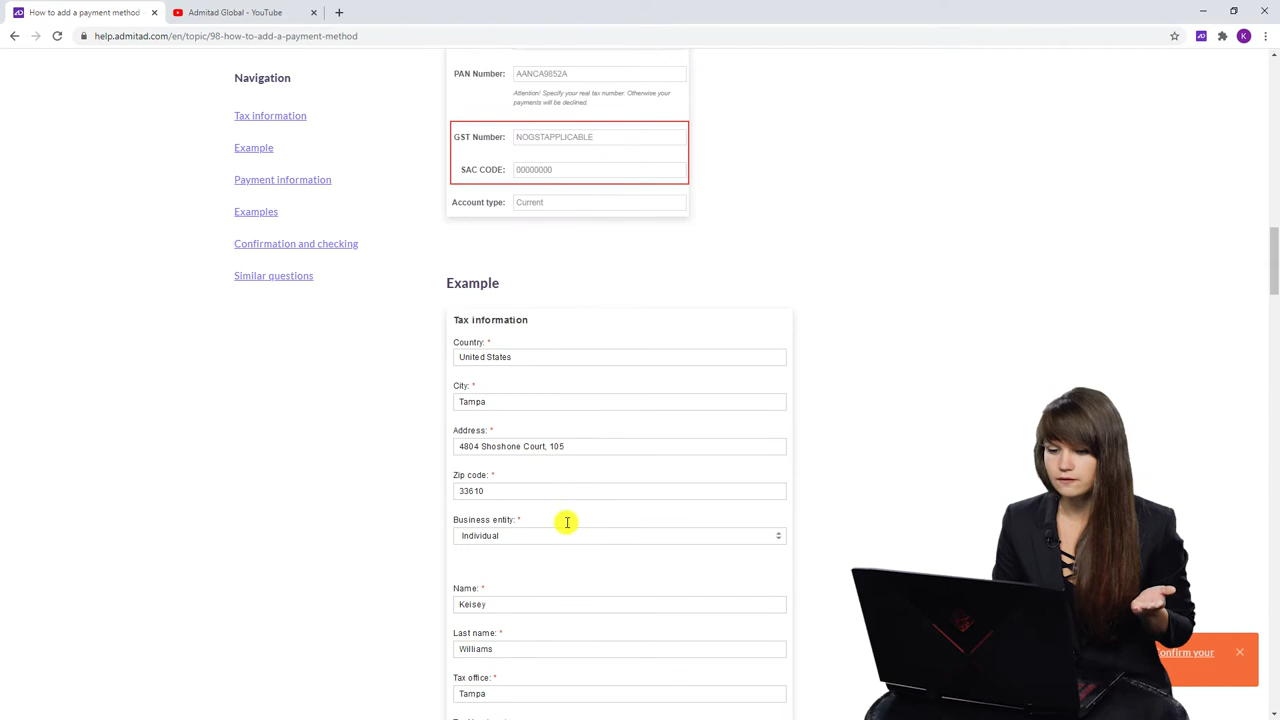 How to add a payment method
Admitad Global - YouTube
help.admitad.com/en/topic/98-how-to-add-a-payment-method
K
Navigation
Tax information
Example
Payment information
Examples
Confirmation and checking
Similar questions
PAN Number: AANCA9852A
Attention! Specify your real tax number. Otherwise your
payments will be declined.
GST Number: NOGSTAPPLICABLE
SAC CODE: 00000000
Account type: Current
Example
Tax information
Country: *
United States
City: *
Tampa
Address: *
4804 Shoshone Court, 105
Zip code: *
33610
Business entity: *
Individual
Name: *
Keisey
Last name: *
Williams
Tax office: *
Tampa
onfirm your